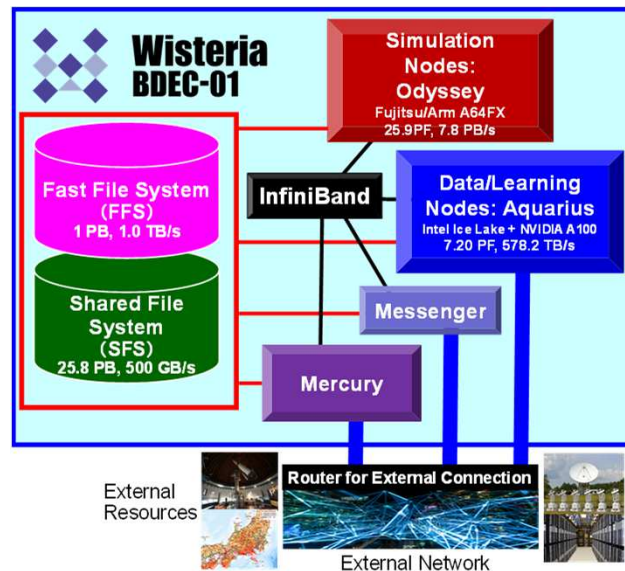 Wisteria
BDEC-01
Simulation
Nodes:
Odyssey
Fujitsu/Arm A64FX
25.9PF, 7.8 PB/s
Fast File System
(FFS)
1 PB, 1.0 TB/s
InfiniBand
Data/Learning
Nodes: Aquarius
Intel Ice Lake + NVIDIA A100
7.20 PF, 578.2 TB/s
Shared File
System
(SFS)
25.8 PB, 500 GB/s
Messenger
Mercury
External
Resources
Router for External Connection
External Network